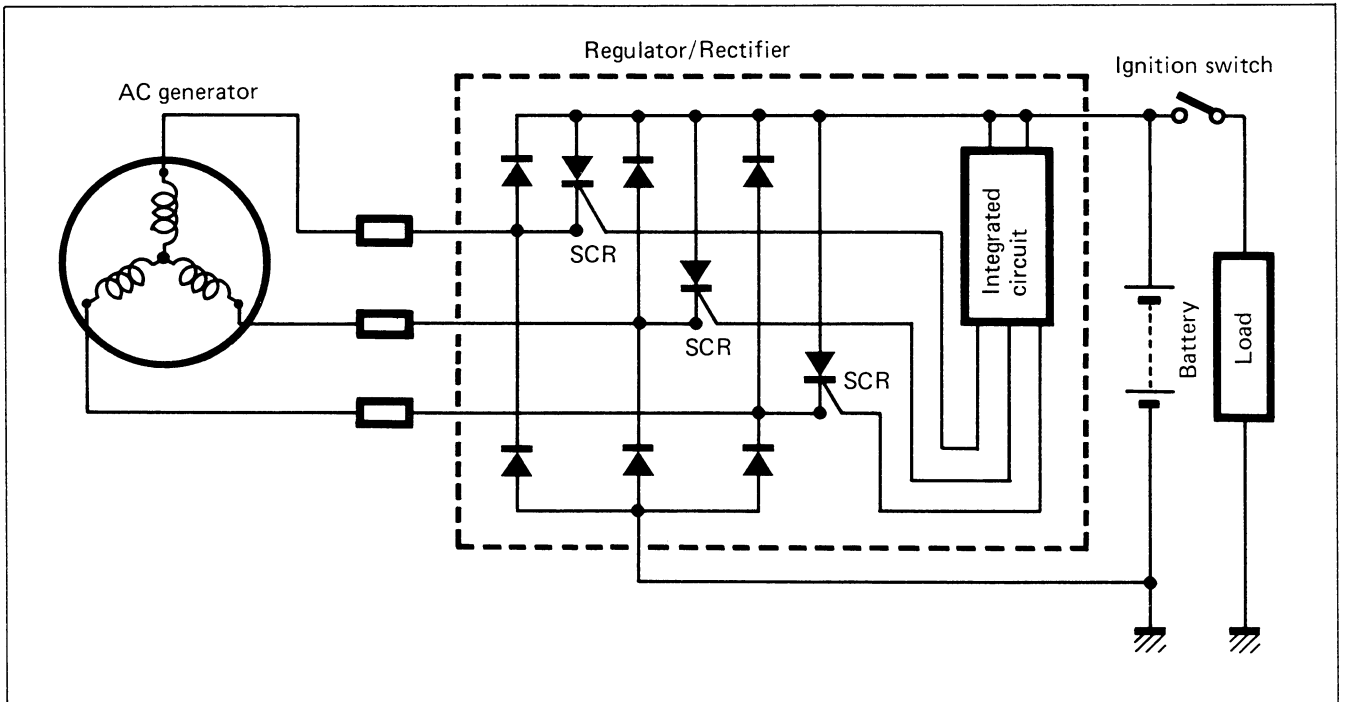 Regulator/Rectifier
Ignition switch
AC generator
SCR
SCR
SCR
Integrated
circuit
Battery
Load